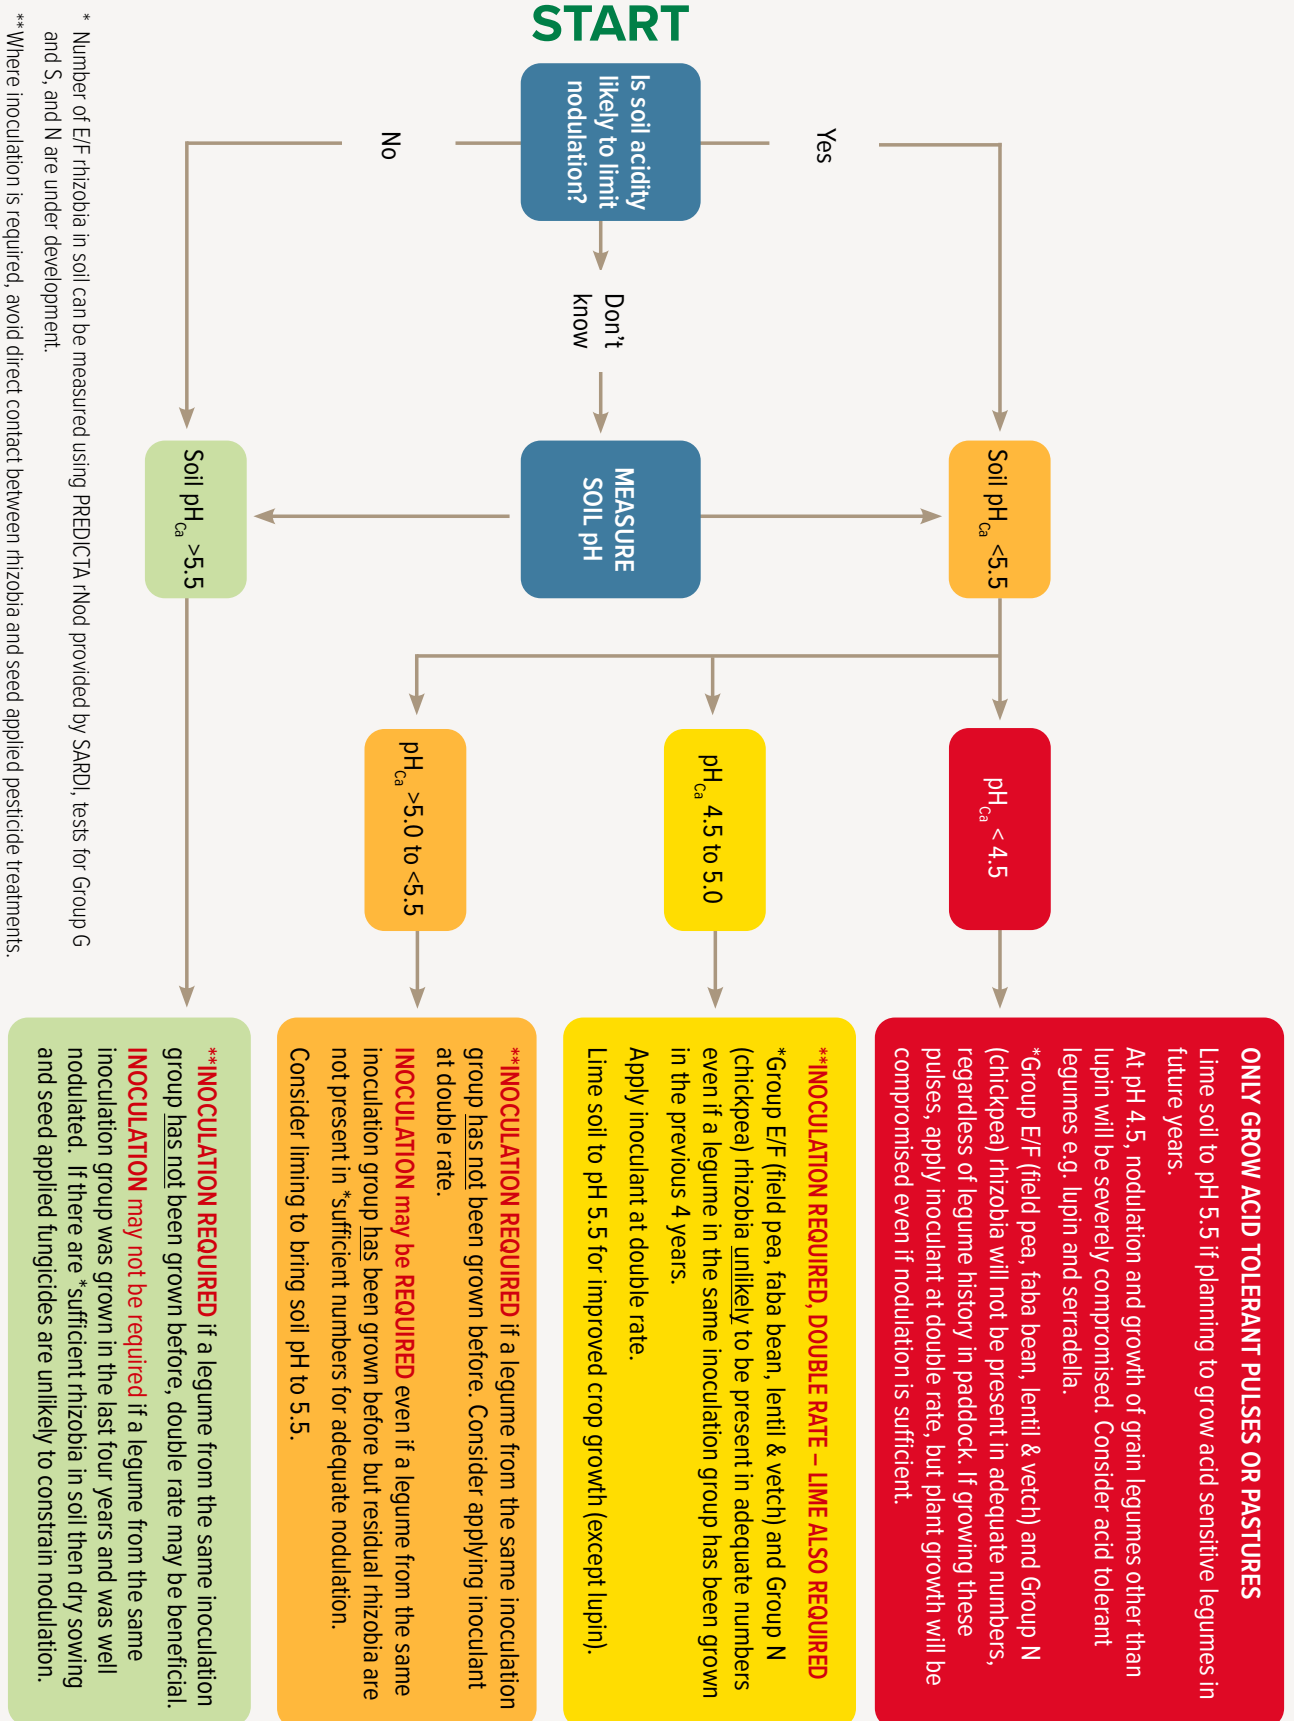 START
Is soil acidity
likely to limit
nodulation?
Yes
Don't
know
No
MEASURE
SOIL pH
Soil pHCa <5.5
Soil pHCa >5.5
pHCa < 4.5
pHCa 4.5 to 5.0
pHCa >5.0 to <5.5
ONLY GROW ACID TOLERANT PULSES OR PASTURES
Lime soil to pH 5.5 if planning to grow acid sensitive legumes in
future years.
At pH 4.5, nodulation and growth of grain legumes other than
lupin will be severely compromised. Consider acid tolerant
legumes e.g. lupin and serradella.
*Group E/F (field pea, faba bean, lentil & vetch) and Group N
(chickpea) rhizobia will not be present in adequate numbers,
regardless of legume history in paddock. If growing these
pulses, apply inoculant at double rate, but plant growth will be
compromised even if nodulation is sufficient.
**INOCULATION REQUIRED, DOUBLE RATE – LIME ALSO REQUIRED
*Group E/F (field pea, faba bean, lentil & vetch) and Group N
(chickpea) rhizobia unlikely to be present in adequate numbers
even if a legume in the same inoculation group has been grown
in the previous 4 years.
Apply inoculant at double rate.
Lime soil to pH 5.5 for improved crop growth (except lupin).
**INOCULATION REQUIRED if a legume from the same inoculation
group has not been grown before. Consider applying inoculant
at double rate.
INOCULATION may be REQUIRED even if a legume from the same
inoculation group has been grown before but residual rhizobia are
not present in *sufficient numbers for adequate nodulation.
Consider liming to bring soil pH to 5.5.
**INOCULATION REQUIRED if a legume from the same inoculation
group has not been grown before, double rate may be beneficial.
INOCULATION may not be required if a legume from the same
inoculation group was grown in the last four years and was well
nodulated. If there are *sufficient rhizobia in soil then dry sowing
and seed applied fungicides are unlikely to constrain nodulation.
* Number of E/F rhizobia in soil can be measured using PREDICTA rNod provided by SARDI, tests for Group G
and S, and N are under development.
**Where inoculation is required, avoid direct contact between rhizobia and seed applied pesticide treatments.